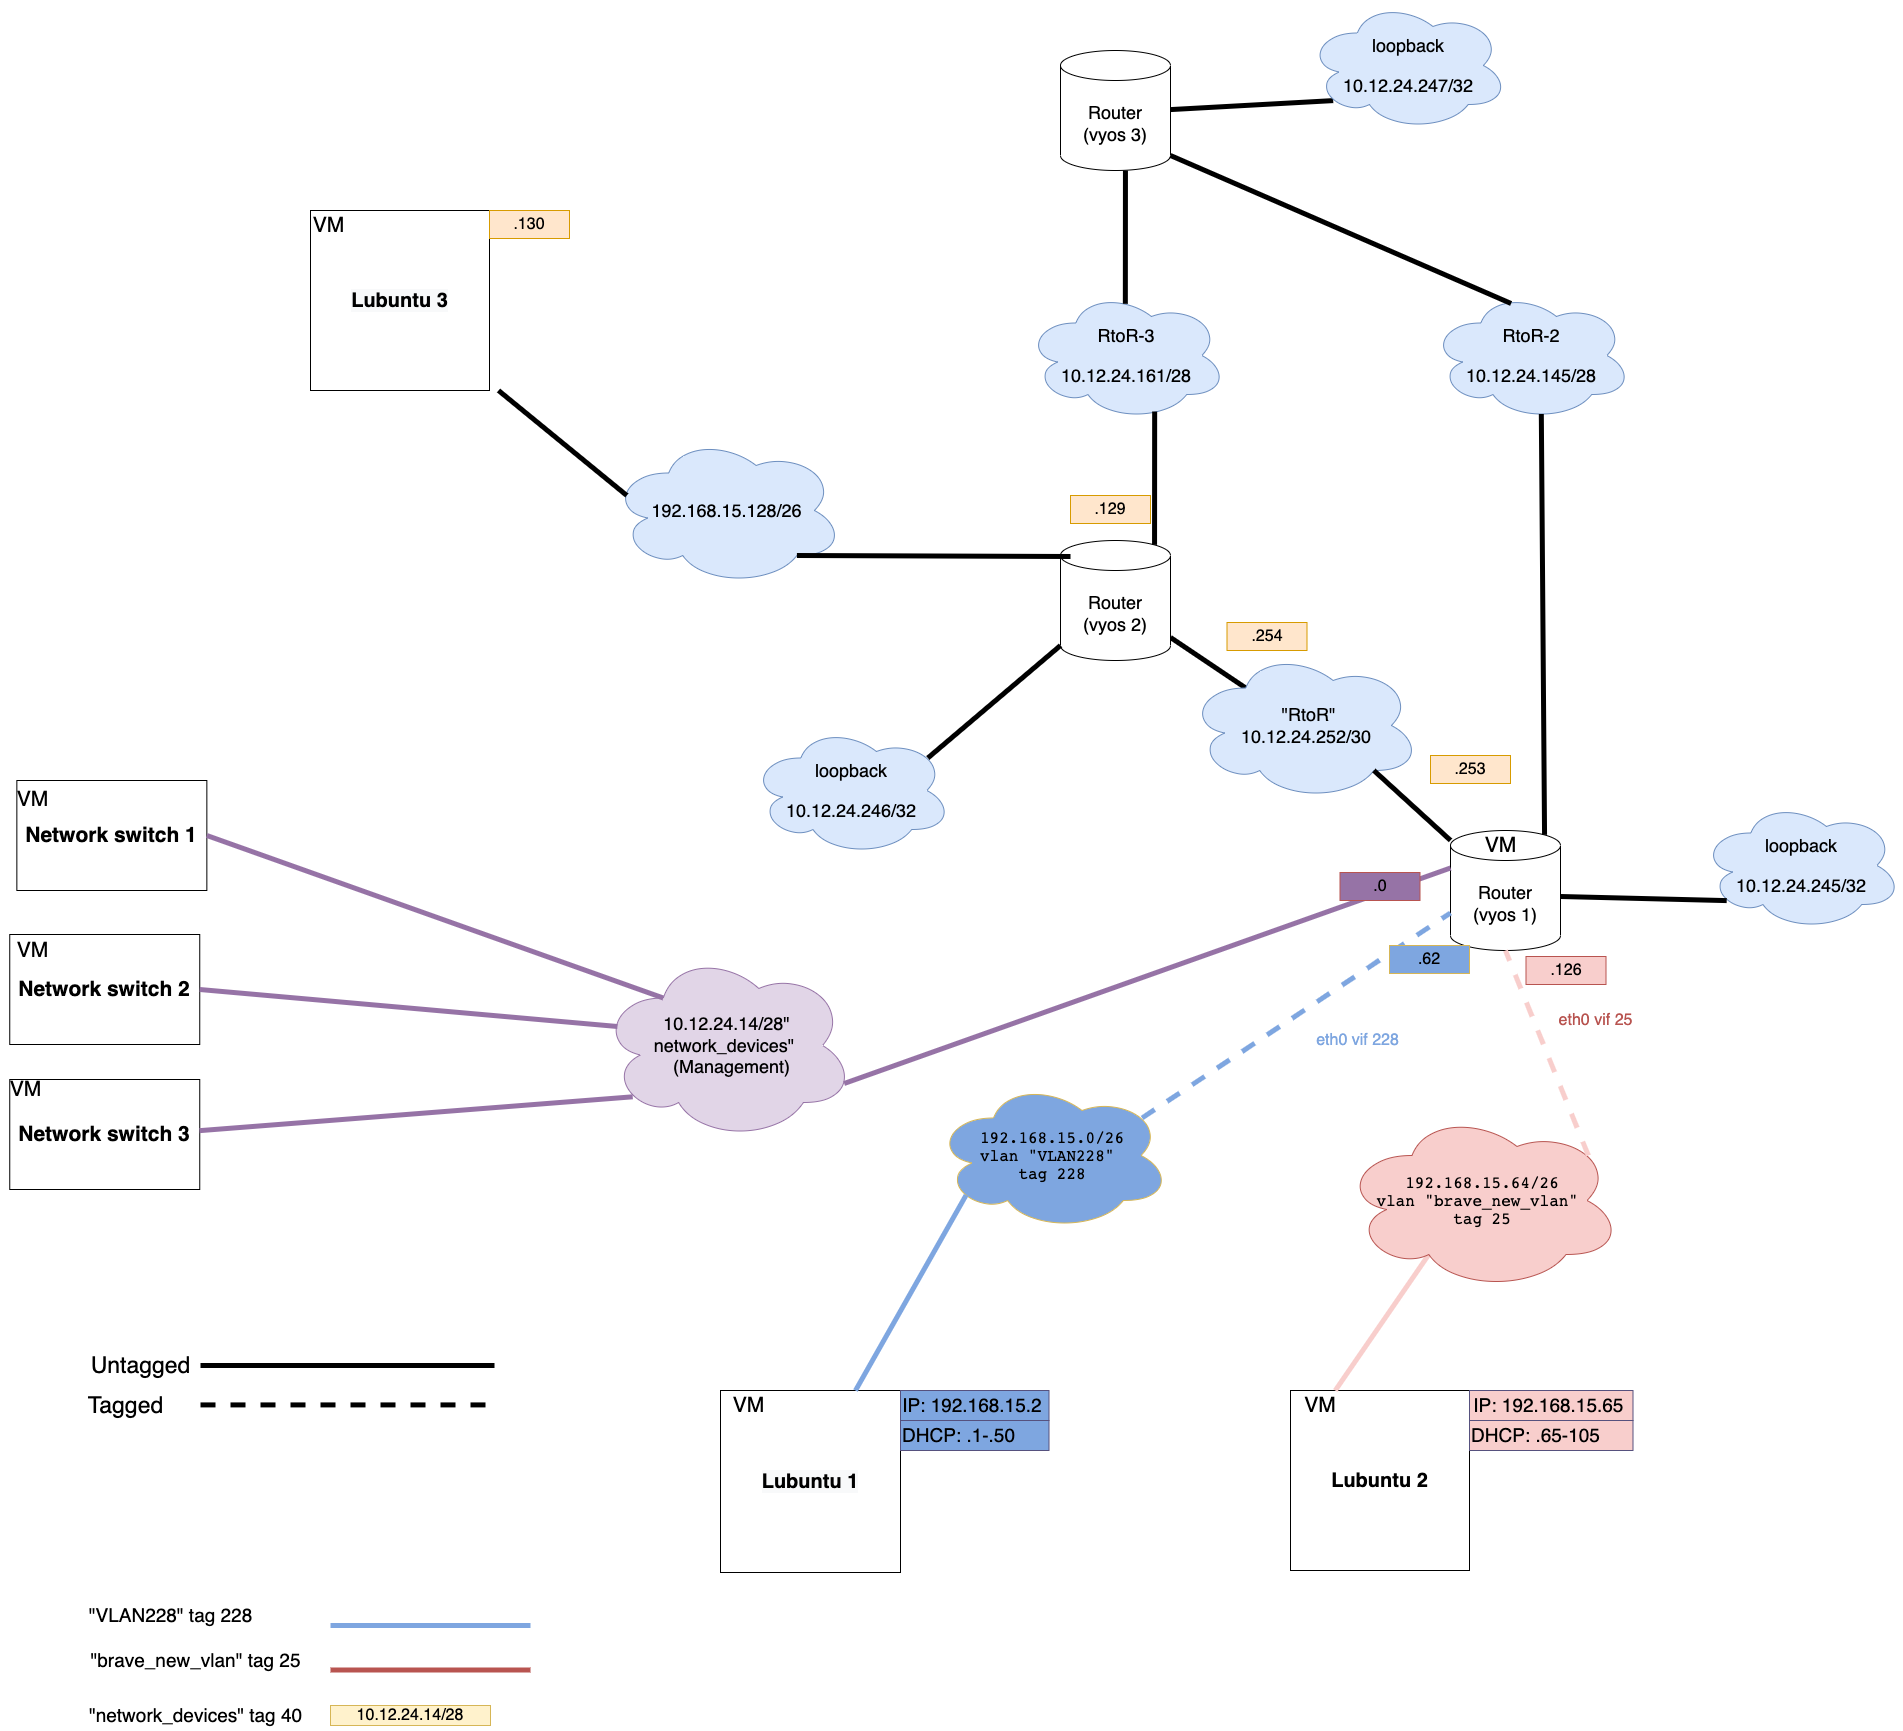 loopback
10.12.24.247/32
Router
(vyos 3)
VM
.130
Lubuntu 3
RtoR-3
10.12.24.161/28
RtoR-2
10.12.24.145/28
192.168.15.128/26
.129
Router
(vyos 2)
.254
"RtoR"
10.12.24.252/30
.253
loopback
10.12.24.246/32
VM
Network switch 1
VM
Router
(vyos 1)
loopback
10.12.24.245/32
.0
.62
.126
VM
Network switch 2
eth0 vif 25
eth0 vif 228
10.12.24.14/28"
network_devices"
(Management)
VM
Network switch 3
192.168.15.0/26
vlan "VLAN228"
tag 228
192.168.15.64/26
vlan "brave_new_vlan"
tag 25
Untagged
Tagged
VM
IP: 192.168.15.2
DHCP: .1-.50
Lubuntu 1
VM
IP: 192.168.15.65
DHCP: .65-105
Lubuntu 2
"VLAN228" tag 228
"brave_new_vlan" tag 25
"network_devices" tag 40
10.12.24.14/28